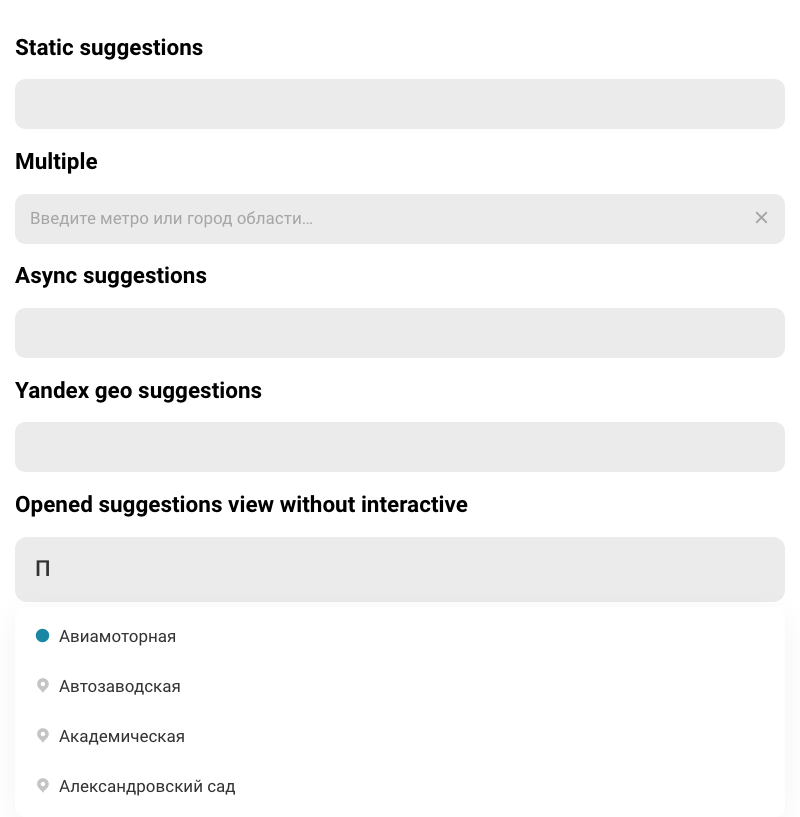 Static suggestions
Multiple
Введите метро или город области...
Async suggestions
Yandex geo suggestions
Opened suggestions view without interactive
П
Авиамоторная
Автозаводская
Академическая
Александровский сад